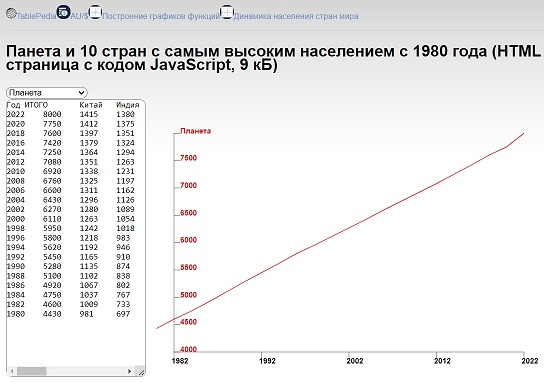 TablePedia AU/$ Построение графиков функций Динамика населения стран мира
Панета и 10 стран с самым высоким населением с 1980 года (HTML
страница с кодом JavaScript, 9 кБ)
Планета
Год ИТОГО Китай Индия
2022 8000 1415 1380
2020 7750 1412 1375
2018 7600 1397 1351
2016 7420 1379 1324
2014 7250 1364 1294
2012 7080 1351 1263
2010 6920 1338 1231
2008 6760 1325 1197
2006 6600 1311 1162
2004 6430 1296 1126
2002 6270 1280 1089
2000 6110 1263 1054
1998 5950 1242 1018
1996 5800 1218 983
1994 5620 1192 946
1992 5450 1165 910
1990 5280 1135 874
1988 5100 1102 838
1986 4920 1067 802
1984 4750 1037 767
1982 4600 1009 733
1980 4430 981 697
Планета
7500
7000
6500
6000
5500
5000
4500
4000
1982 1992 2002 2012 2022